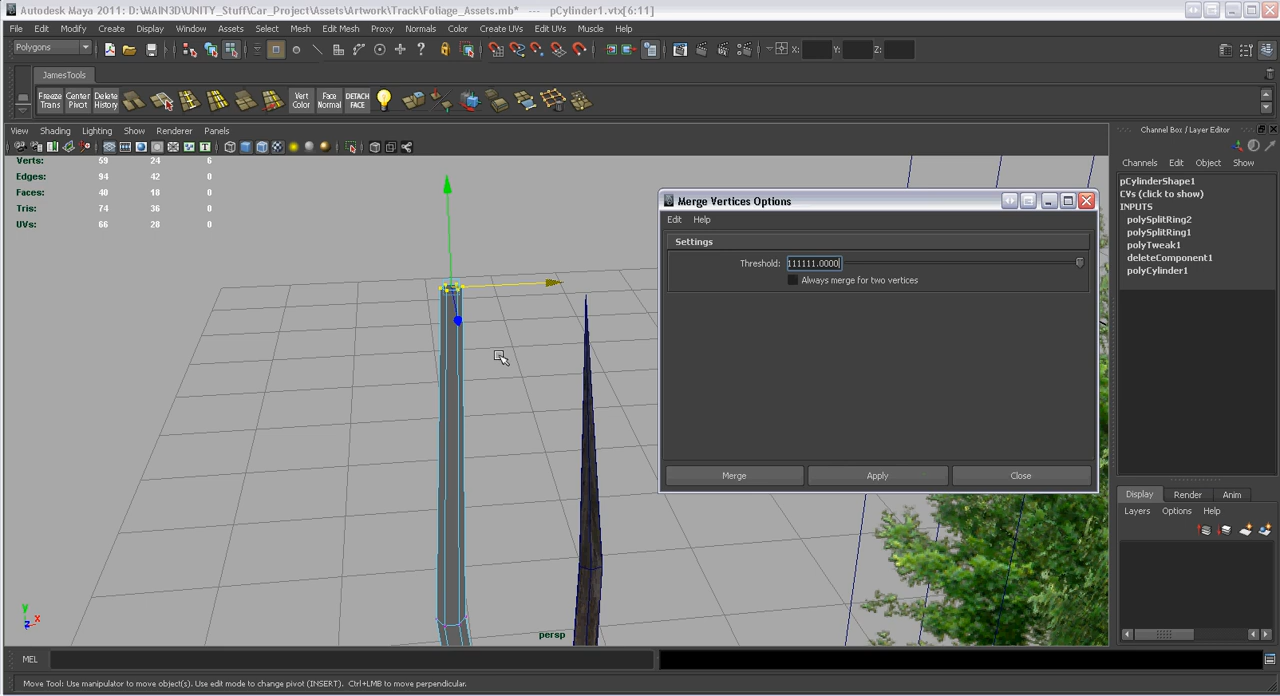 Autodesk Maya 2011: D:\MAIN3D\UNITY_Stuff\Car_Project\Assets\Artwork\Track\Foliage_Assets.mb* --- pCylinder1.vtx[6:11]
File Edit Modify Create Display Window Assets Select Mesh Edit Mesh Proxy Normals Color Create UVs Edit UVs Muscle Help
Polygons X: Y: Z:
JamesTools
Freeze Trans Center Pivot Delete History Vert Color Face Normal DETACH FACE
View Shading Lighting Show Renderer Panels
Channel Box / Layer Editor
Verts: 59 24 6
Edges: 94 42 0
Faces: 40 18 0
Tris: 74 36 0
UVs: 66 28 0
Merge Vertices Options
Edit Help
Settings
Threshold: 111111.0000
Always merge for two vertices
Merge Apply Close
Channels Edit Object Show
pCylinderShape1
CVs (click to show)
INPUTS
polySplitRing2
polySplitRing1
polyTweak1
deleteComponent1
polyCylinder1
Display Render Anim
Layers Options Help
y
x
z
persp
MEL
Move Tool: Use manipulator to move object(s). Use edit mode to change pivot (INSERT). Ctrl+LMB to move perpendicular.